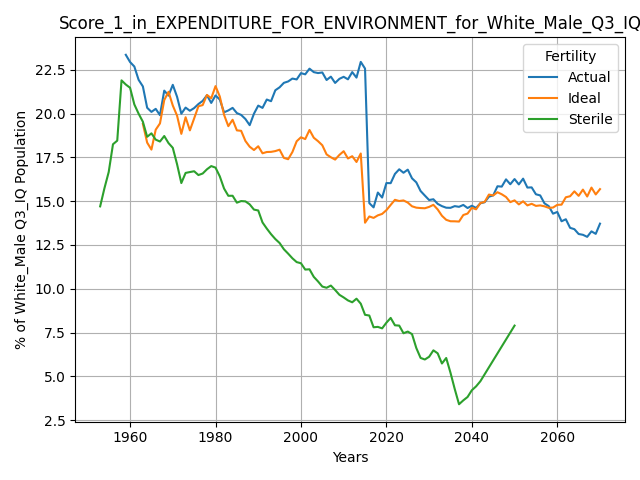 Score_1_in_EXPENDITURE_FOR_ENVIRONMENT_for_White_Male_Q3_IQ
Fertility
Actual
Ideal
Sterile
% of White_Male Q3_IQ Population
22.5
20.0
17.5
15.0
12.5
10.0
7.5
5.0
2.5
1960
1980
2000
2020
2040
2060
Years